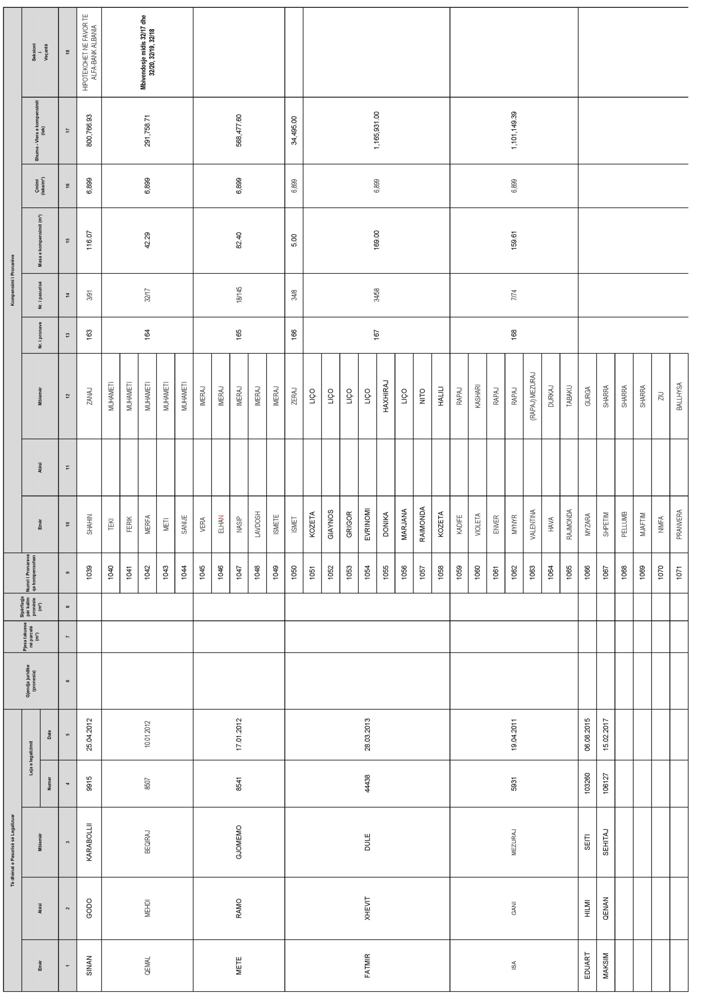 Të dhënat e Pasurisë së Legalizuar
Gjendja juridike (pronesia)
Pjesa takuese në parcelë (m²)
Sipërfaqja për kalim pronësie (m²)
Numri i Pronareve qe kompensohen
Kompensimi i Pronarëve
Emër Atësi Mbiemër Leja e legalizimit Emër Atësi Mbiemër Nr. i pronave Nr. i pasurisë Masa e kompensimit (m²) Çmimi (leke/m²) Shuma - Vlera e kompensimit (lek) Seksioni i Veçantë
Numer Date
1 2 3 4 5 6 7 8 9 10 11 12 13 14 15 16 17 18
SINAN GODO KARABOLLII 9915 25.04.2012 1039 SHAHIN ZANAJ 163 3/91 116.07 6,899 800,766.93 HIPOTEKOHET NE FAVOR TE ALFA-BANK ALBANIA
QEMAL MEHDI BEQIRAJ 8507 10.01.2012 164 32/17 42.29 6,899 291,758.71 Mbivendosje midis 32/17 dhe 32/20, 32/19, 32/18
1040 TEKI MUHAMETI
1041 FERIK MUHAMETI
1042 MERFA MUHAMETI
1043 METI MUHAMETI
1044 SANIJE MUHAMETI
METE RAMO GJOMEMO 8541 17.01.2012 165 18/145 82.40 6,899 568,477.60
1045 VERA IMERAJ
1046 ELHAN IMERAJ
1047 NASIP IMERAJ
1048 LAVDOSH IMERAJ
1049 ISMETE IMERAJ
FATMIR XHEVIT DULE 44438 28.03.2013
1050 ISMET ZERAJ 166 34/8 5.00 6,899 34,495.00
1051 KOZETA LIÇO
1052 GIAYNOS LIÇO
1053 GRIGOR LIÇO
1054 EVRINOMI LIÇO
1055 DONIKA HAXHIRAJ 167 34/58 169.00 6,899 1,165,931.00
1056 MARJANA LIÇO
1057 RAIMONDA NITO
1058 KOZETA HALILI
ISA GANI MEZURAJ 5931 19.04.2011 168 7/74 159.61 6,899 1,101,149.39
1059 KADIFE RAPAJ
1060 VIOLETA KASHARI
1061 ENVER RAPAJ
1062 MYNYR RAPAJ
1063 VALENTINA (RAPAJ) MEZURAJ
1064 HAVA DURKAJ
1065 RAJMONDA TABAKU
EDUART HILMI SEITI 103260 06.08.2015 1066 MYZARA GURGA
MAKSIM QENAN SEHITAJ 106127 15.02.2017 1067 SHPETIM SHARRA
1068 PELLUMB SHARRA
1069 MJAFTIM SHARRA
1070 NIMFA ZIU
1071 PRANVERA BALLHYSA